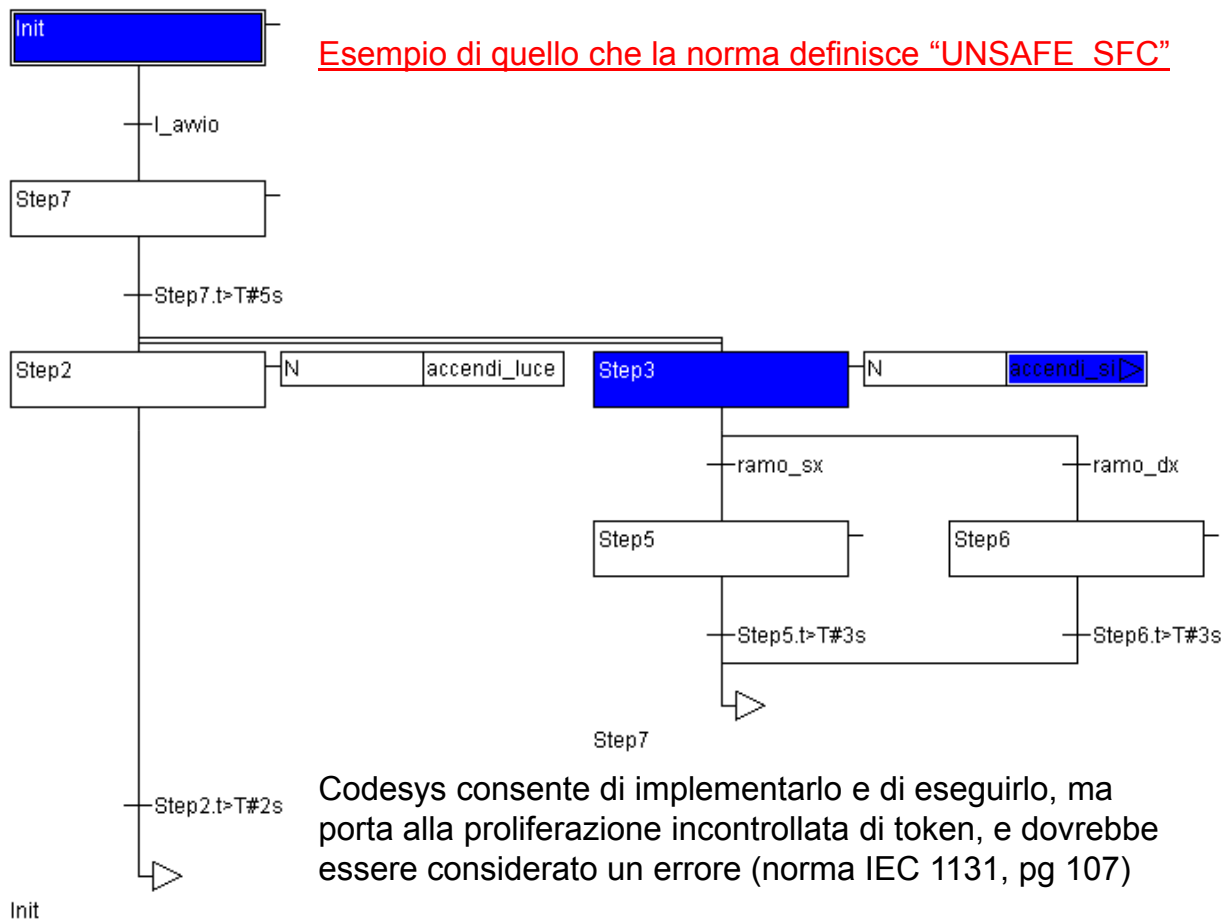 Init
Esempio di quello che la norma definisce “UNSAFE SFC”
I_avvio
Step7
Step7.t>T#5s
Step2
N
accendi_luce
Step3
N
accendi_si
ramo_sx
ramo_dx
Step5
Step6
Step5.t>T#3s
Step6.t>T#3s
Step7
Codesys consente di implementarlo e di eseguirlo, ma
porta alla proliferazione incontrollata di token, e dovrebbe
essere considerato un errore (norma IEC 1131, pg 107)
Step2.t>T#2s
Init